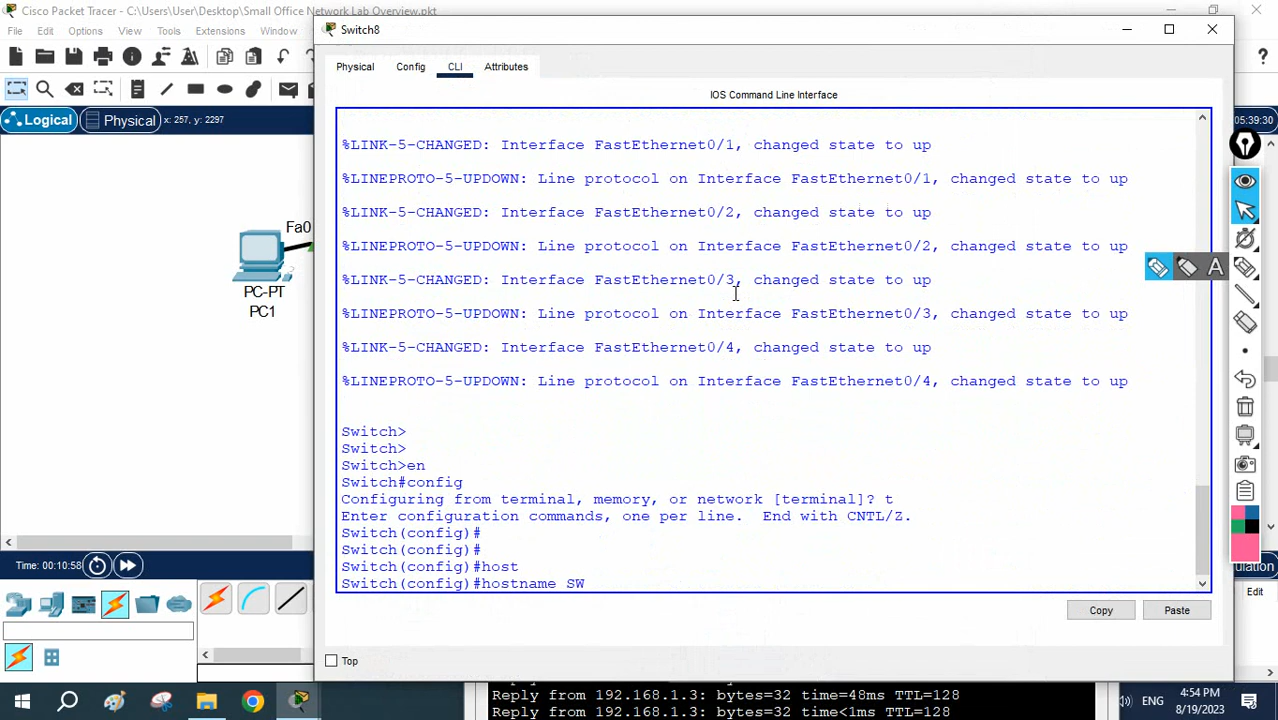 Cisco Packet Tracer - C:\Users\User\Desktop\Small Office Network Lab Overview.pkt
File Edit Options View Tools Extensions Window
Logical
Physical
x: 257, y: 2297
Fa0
PC-PT
PC1
Time: 00:10:58
Switch8
Physical Config CLI Attributes
IOS Command Line Interface
%LINK-5-CHANGED: Interface FastEthernet0/1, changed state to up
%LINEPROTO-5-UPDOWN: Line protocol on Interface FastEthernet0/1, changed state to up
%LINK-5-CHANGED: Interface FastEthernet0/2, changed state to up
%LINEPROTO-5-UPDOWN: Line protocol on Interface FastEthernet0/2, changed state to up
%LINK-5-CHANGED: Interface FastEthernet0/3, changed state to up
%LINEPROTO-5-UPDOWN: Line protocol on Interface FastEthernet0/3, changed state to up
%LINK-5-CHANGED: Interface FastEthernet0/4, changed state to up
%LINEPROTO-5-UPDOWN: Line protocol on Interface FastEthernet0/4, changed state to up
Switch>
Switch>
Switch>en
Switch#config
Configuring from terminal, memory, or network [terminal]? t
Enter configuration commands, one per line.  End with CNTL/Z.
Switch(config)#
Switch(config)#
Switch(config)#host
Switch(config)#hostname SW
Copy
Paste
Top
05:39:30
A
ulation
Edit
Reply from 192.168.1.3: bytes=32 time=48ms TTL=128
Reply from 192.168.1.3: bytes=32 time<1ms TTL=128
ENG
4:54 PM
8/19/2023